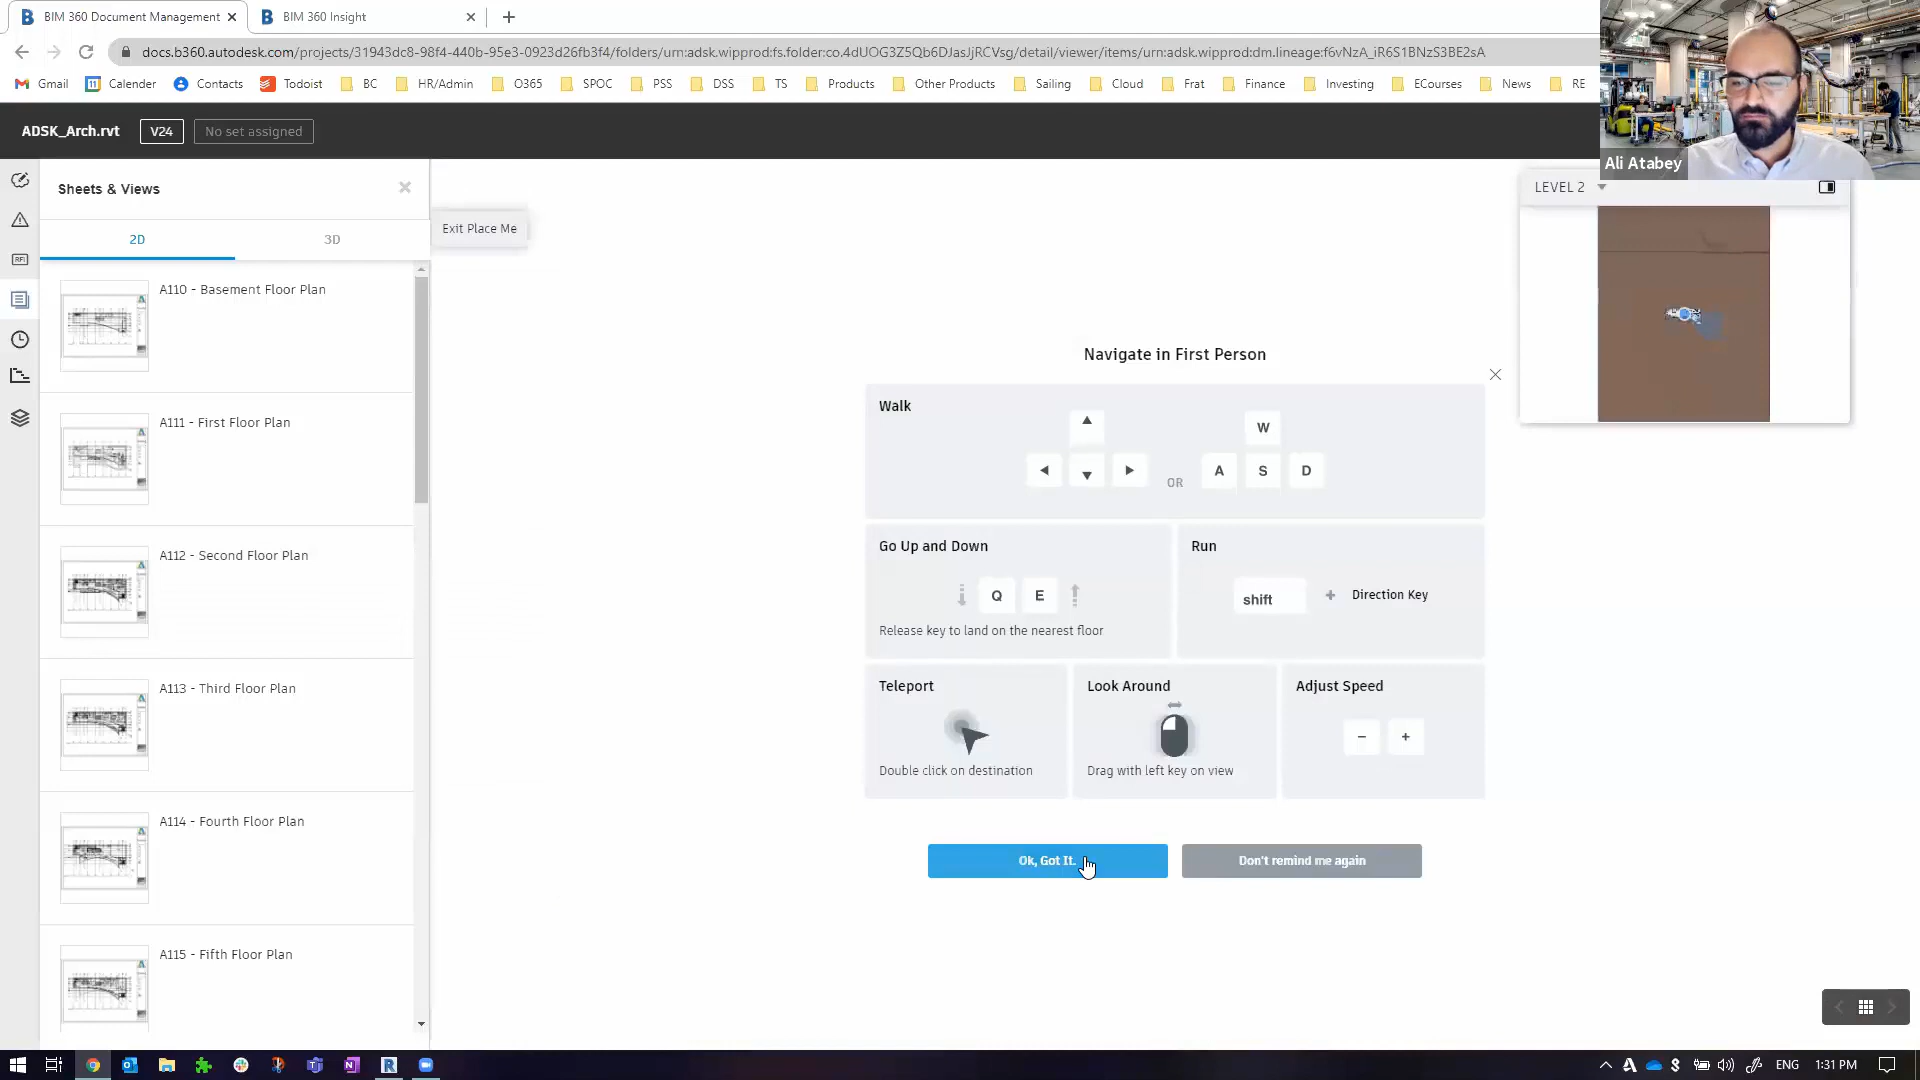 BIM 360 Document Management
BIM 360 Insight
docs.b360.autodesk.com/projects/31943dc8-98f4-440b-95e3-0923d26fb3f4/folders/urn:adsk.wipprod:fs.folder:co.4dUOG3Z5Qb6DJasJjRCVsg/detail/viewer/items/urn:adsk.wipprod:dm.lineage:f6vNzA_iR6S1BNzS3BE2sA
Gmail Calender Contacts Todoist BC HR/Admin O365 SPOC PSS DSS TS Products Other Products Sailing Cloud Frat Finance Investing ECourses News RE
ADSK_Arch.rvt V24 No set assigned
Ali Atabey
Sheets & Views
2D 3D
RFI
A110 - Basement Floor Plan
A111 - First Floor Plan
A112 - Second Floor Plan
A113 - Third Floor Plan
A114 - Fourth Floor Plan
A115 - Fifth Floor Plan
Exit Place Me
LEVEL 2
Navigate in First Person
Walk
W
OR
A S D
Go Up and Down
Q E
Release key to land on the nearest floor
Run
shift + Direction Key
Teleport
Double click on destination
Look Around
Drag with left key on view
Adjust Speed
- +
Ok, Got It.
Don't remind me again
ENG 1:31 PM